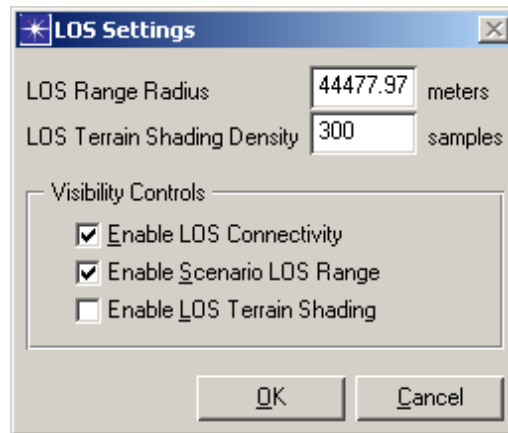 LOS Settings
LOS Range Radius 44477.97 meters
LOS Terrain Shading Density 300 samples
Visibility Controls
Enable LOS Connectivity
Enable Scenario LOS Range
Enable LOS Terrain Shading
OK Cancel